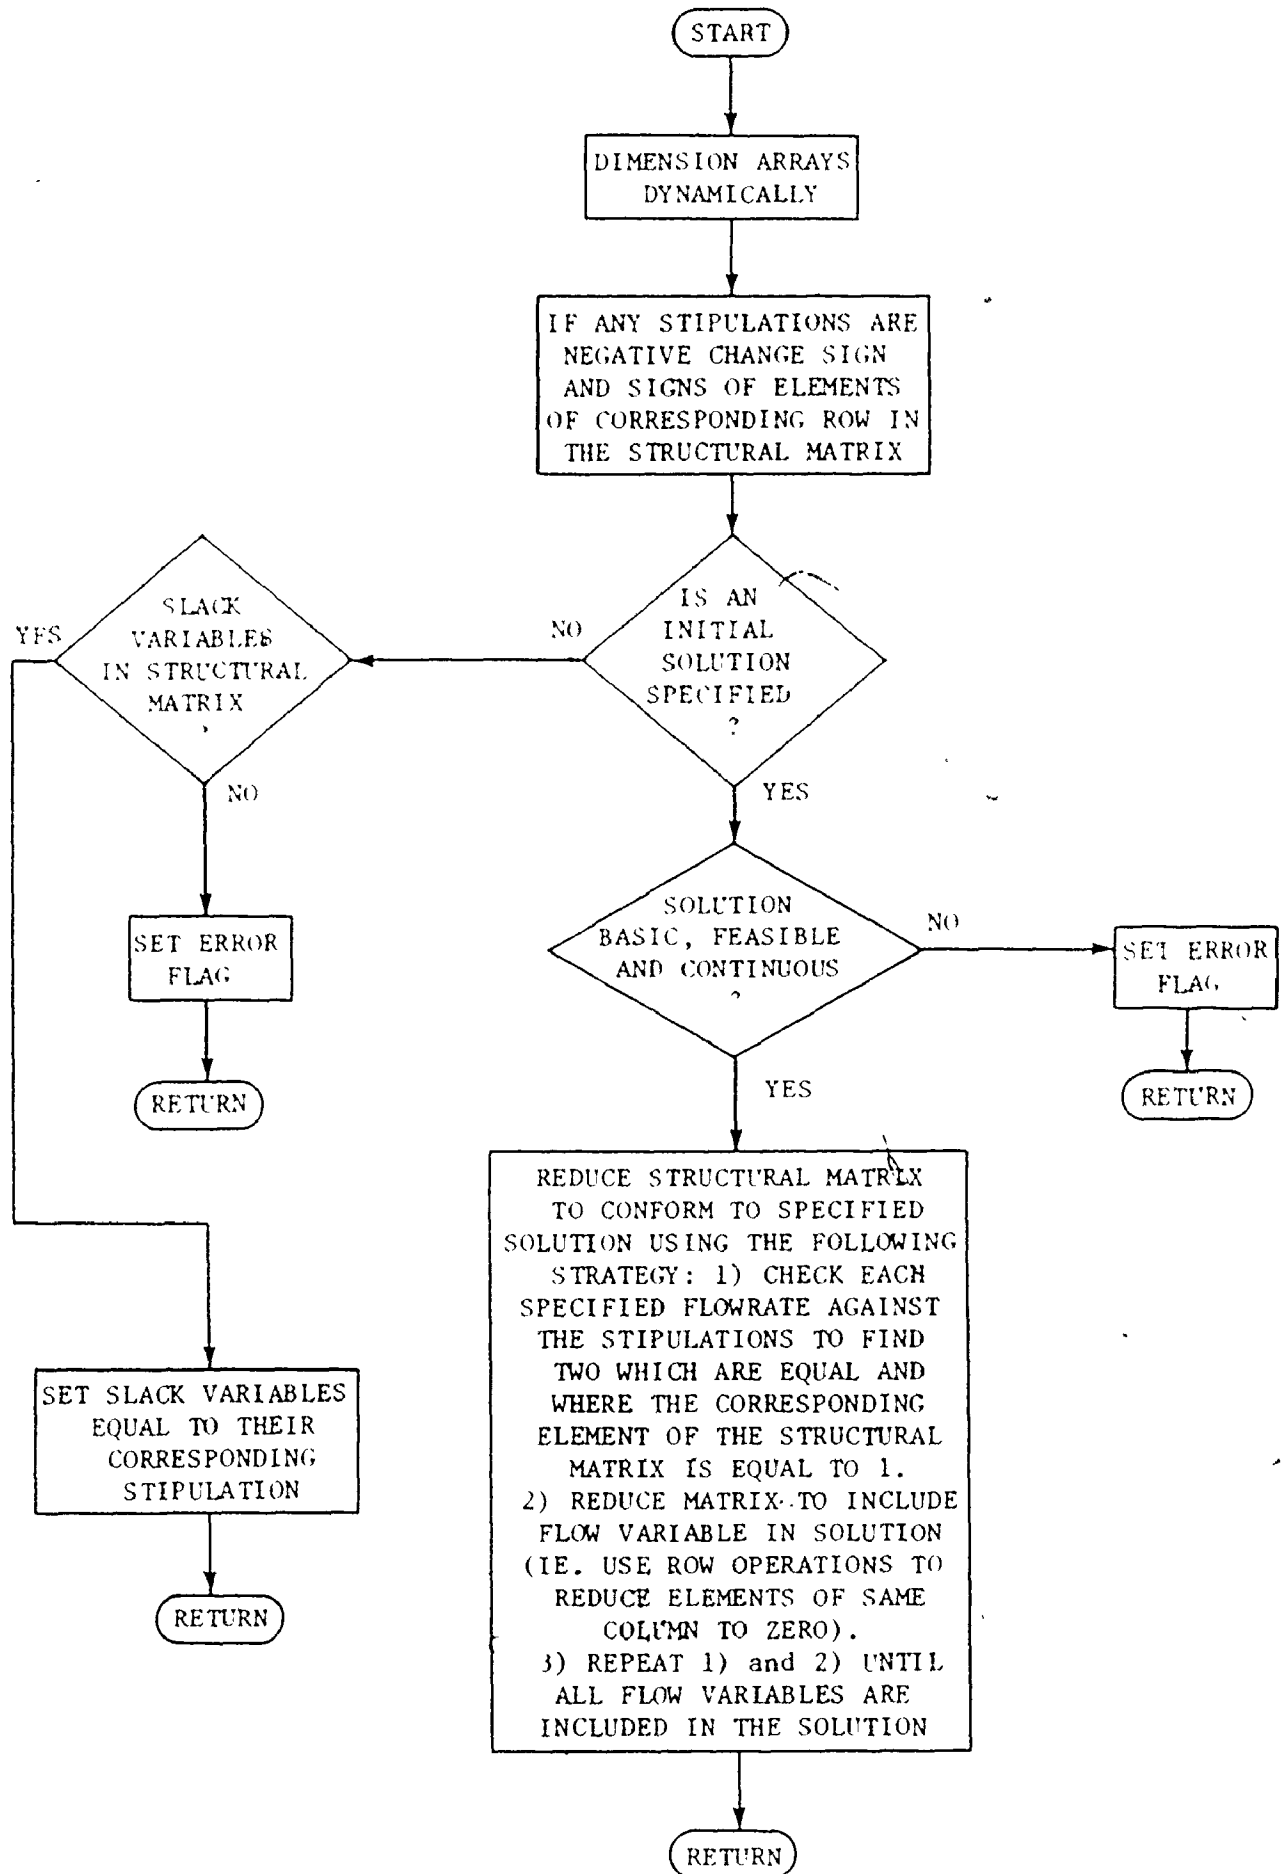 START
DIMENSION ARRAYS
DYNAMICALLY
IF ANY STIPULATIONS ARE
NEGATIVE CHANGE SIGN
AND SIGNS OF ELEMENTS
OF CORRESPONDING ROW IN
THE STRUCTURAL MATRIX
IS AN
INITIAL
SOLUTION
SPECIFIED
?
NO
YES
SLACK
VARIABLES
IN STRUCTURAL
MATRIX
?
YES
NO
SET ERROR
FLAG
RETURN
SOLUTION
BASIC, FEASIBLE
AND CONTINUOUS
?
NO
SET ERROR
FLAG
RETURN
YES
REDUCE STRUCTURAL MATRIX
TO CONFORM TO SPECIFIED
SOLUTION USING THE FOLLOWING
STRATEGY: 1) CHECK EACH
SPECIFIED FLOWRATE AGAINST
THE STIPULATIONS TO FIND
TWO WHICH ARE EQUAL AND
WHERE THE CORRESPONDING
ELEMENT OF THE STRUCTURAL
MATRIX IS EQUAL TO 1.
2) REDUCE MATRIX TO INCLUDE
FLOW VARIABLE IN SOLUTION
(IE. USE ROW OPERATIONS TO
REDUCE ELEMENTS OF SAME
COLUMN TO ZERO).
3) REPEAT 1) and 2) UNTIL
ALL FLOW VARIABLES ARE
INCLUDED IN THE SOLUTION
RETURN
SET SLACK VARIABLES
EQUAL TO THEIR
CORRESPONDING
STIPULATION
RETURN